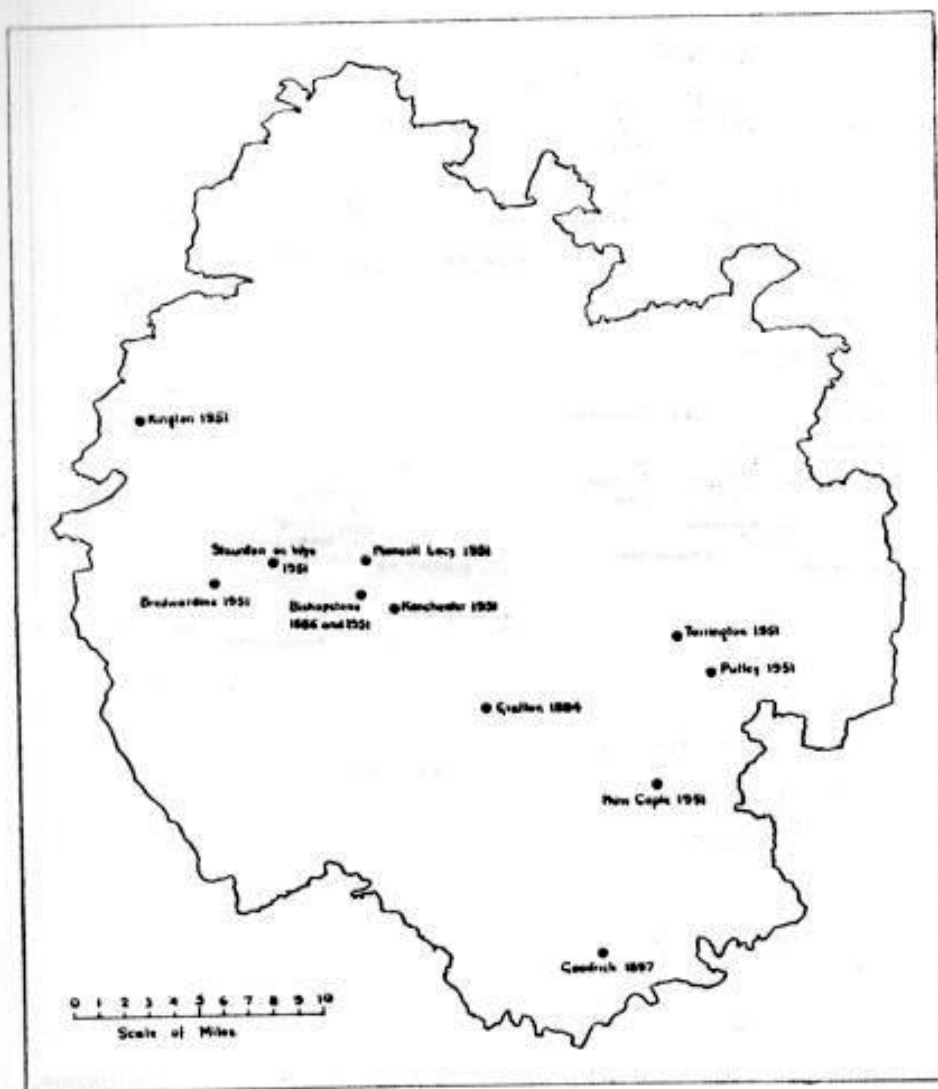 Kington 1951
Staunton on Wye
1951
Mansell Lacy 1951
Bredwardine 1951
Bishopstone
1886 and 1951
Kenchester 1951
Tarrington 1951
Putley 1951
Grafton 1884
How Caple 1951
Goodrich 1897
0 1 2 3 4 5 6 7 8 9 10
Scale of Miles